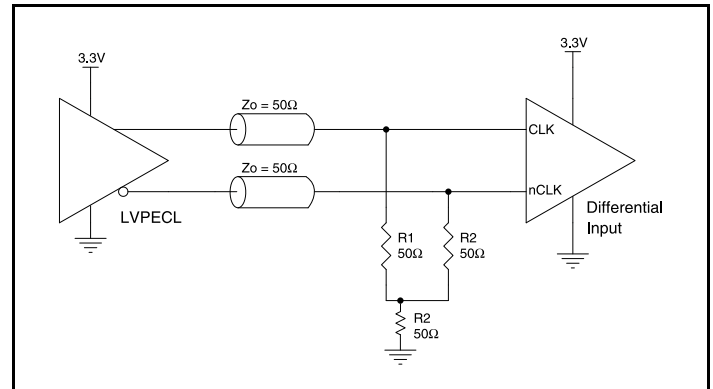 3.3V
3.3V
Zo = 50Ω
CLK
Zo = 50Ω
nCLK
LVPECL
Differential
Input
R1
50Ω
R2
50Ω
R2
50Ω